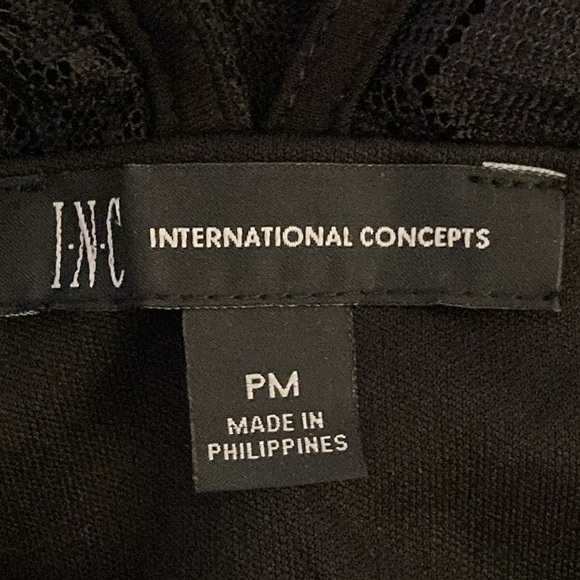 I·N·C INTERNATIONAL CONCEPTS
PM
MADE IN
PHILIPPINES